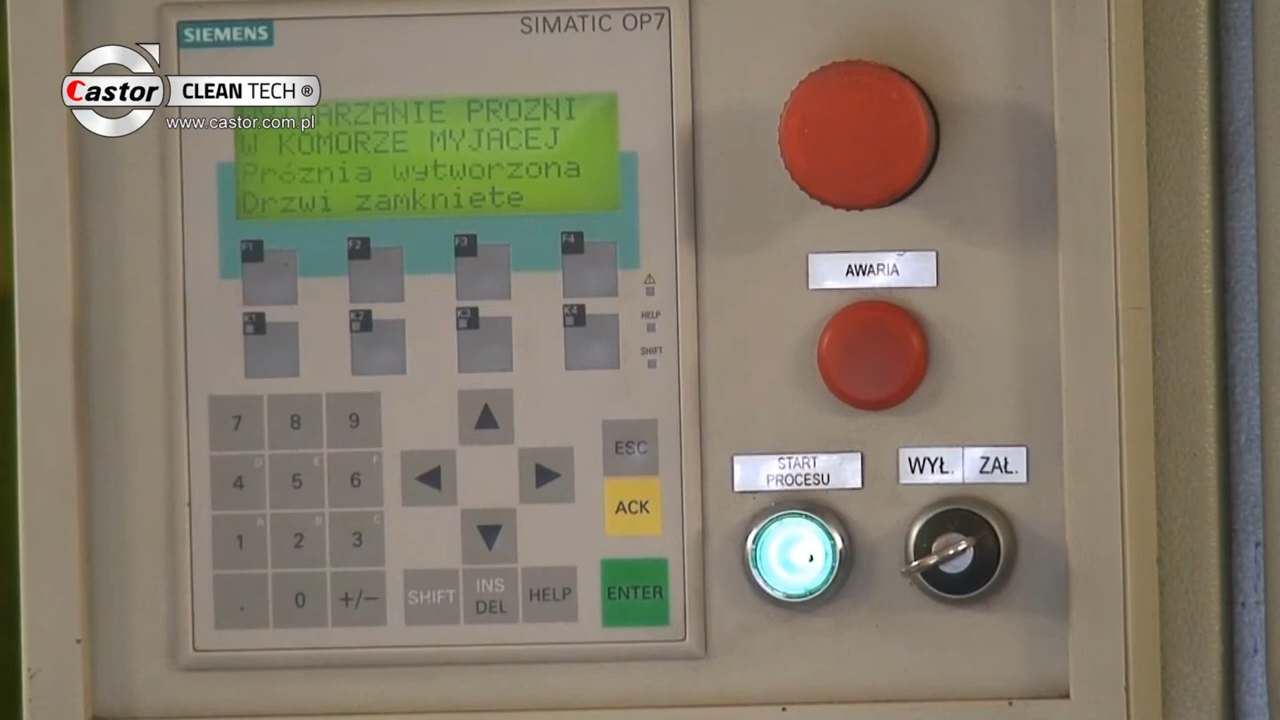 SIEMENS
SIMATIC OP7
Castor CLEAN TECH ®
www.castor.com.pl
PROZNI
W KOMORZE MYJACEJ
Próznia wytworzona
Drzwi zamkniete
F1 F2 F3 F4
K1 K2 K3 K4
HELP
SHIFT
7 8 9
4 D 5 E 6 F
1 A 2 B 3 C
. 0 +/−
ESC
ACK
SHIFT
INS
DEL
HELP
ENTER
AWARIA
START
PROCESU
WYŁ. ZAŁ.